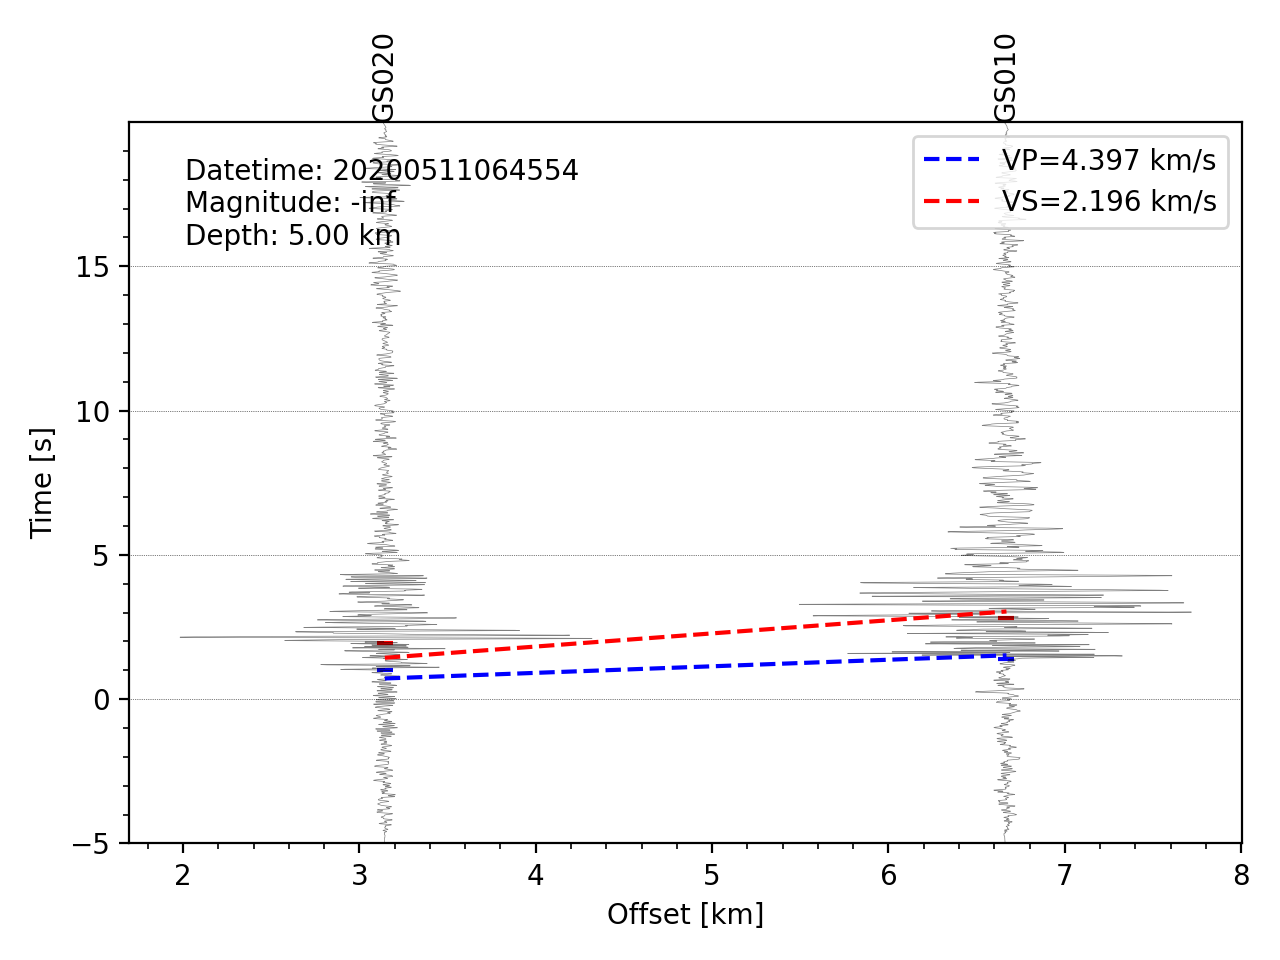 GS020
GS010
Datetime: 20200511064554
Magnitude: -inf
Depth: 5.00 km
VP=4.397 km/s
VS=2.196 km/s
15
10
5
0
−5
Time [s]
2
3
4
5
6
7
8
Offset [km]